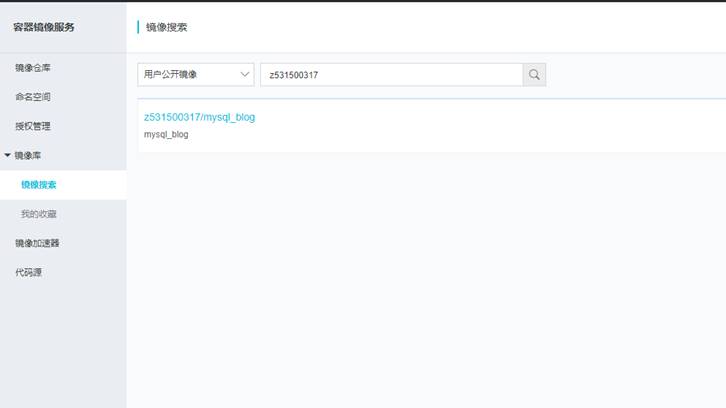 容器镜像服务
镜像搜索
镜像仓库
用户公开镜像
z531500317
命名空间
z531500317/mysql_blog
授权管理
mysql_blog
镜像库
镜像搜索
我的收藏
镜像加速器
代码源